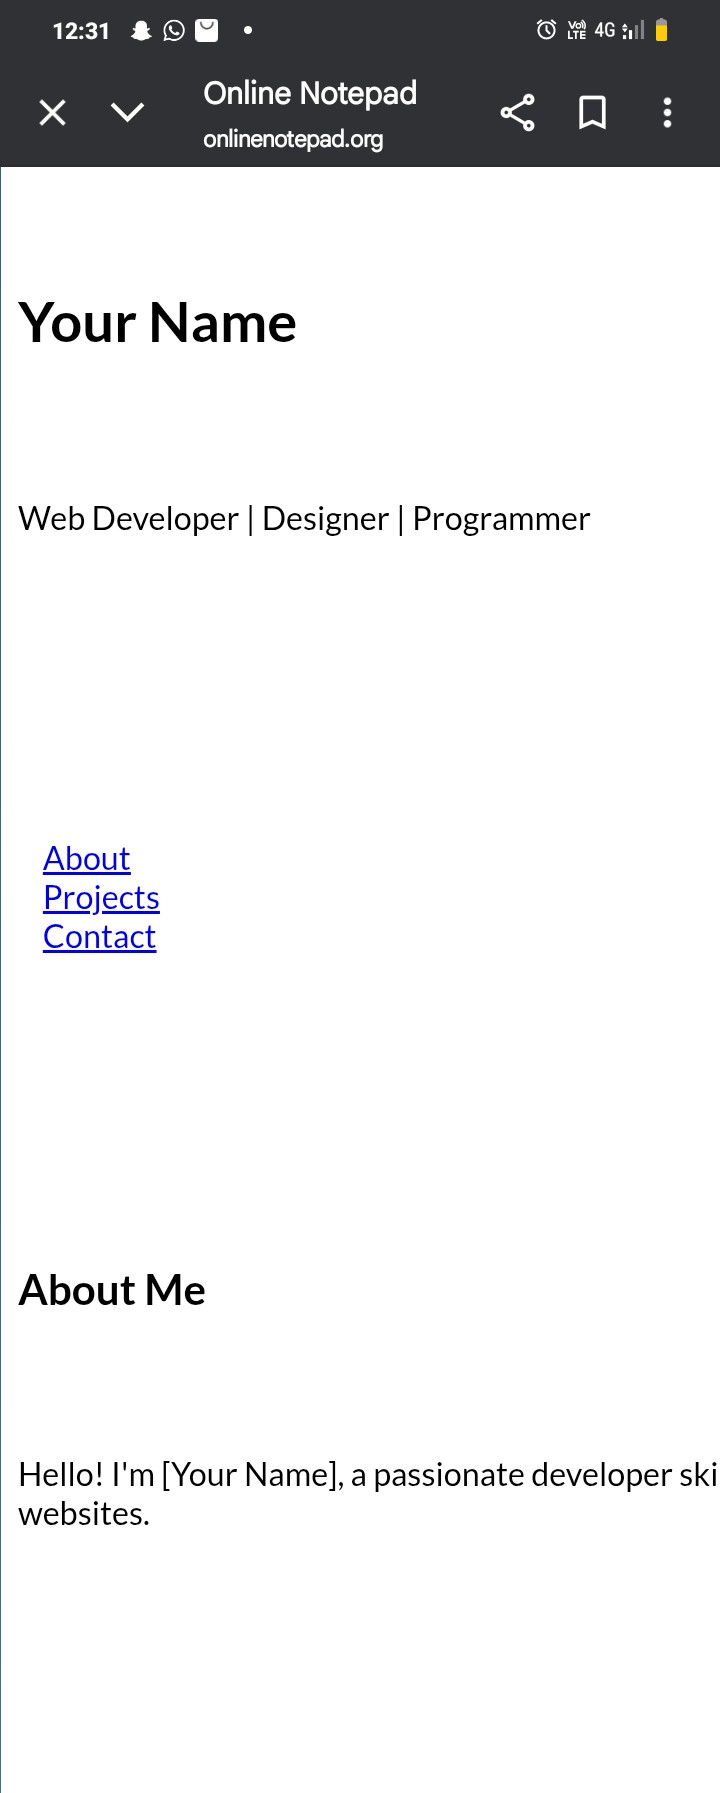 12:31
Vo)) LTE 4G
Online Notepad
onlinenotepad.org
Your Name
Web Developer | Designer | Programmer
About
Projects
Contact
About Me
Hello! I'm [Your Name], a passionate developer ski
websites.